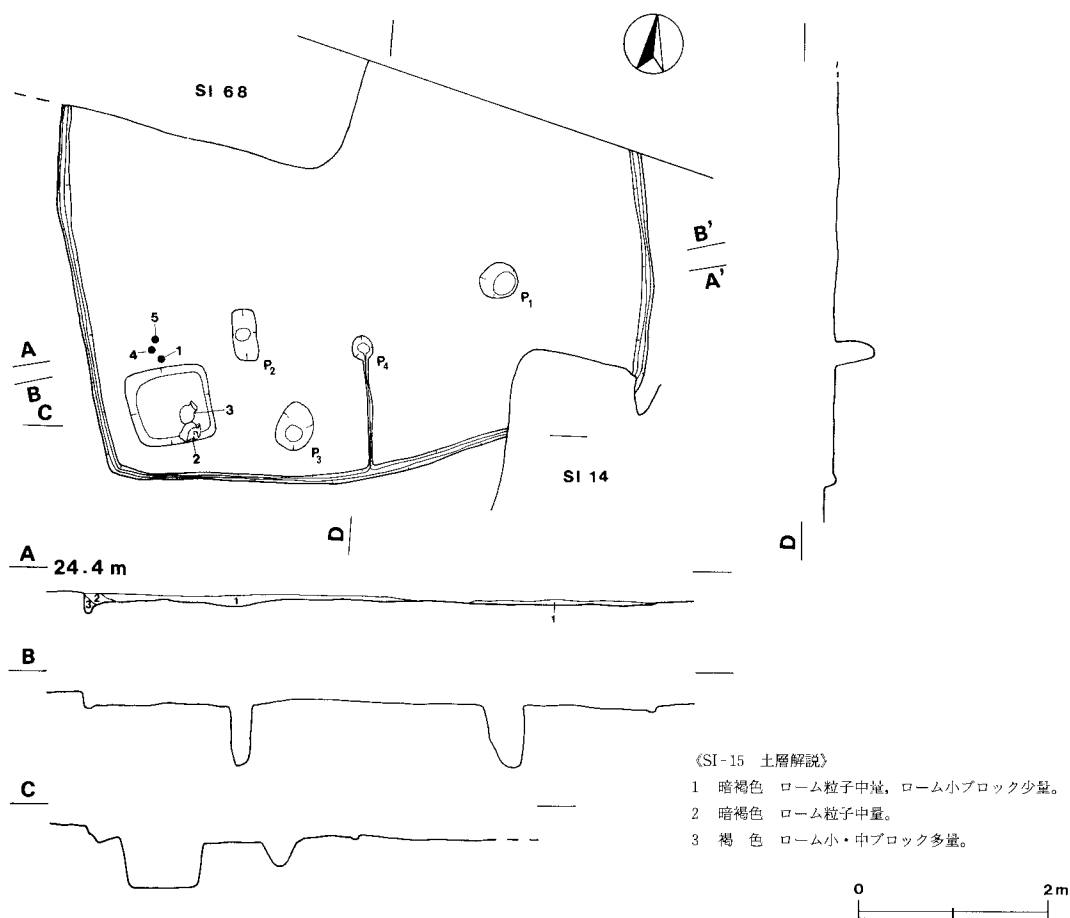 SI 68
B'
A'
P1
5
4
1
A
B
C
P2
P4
3
2
P3
SI 14
D
D
A
24.4 m
3
2
1
1
B
C
《SI-15 土層解説》
1 暗褐色 ローム粒子中量，ローム小ブロック少量。
2 暗褐色 ローム粒子中量。
3 褐 色 ローム小・中ブロック多量。
0 2m